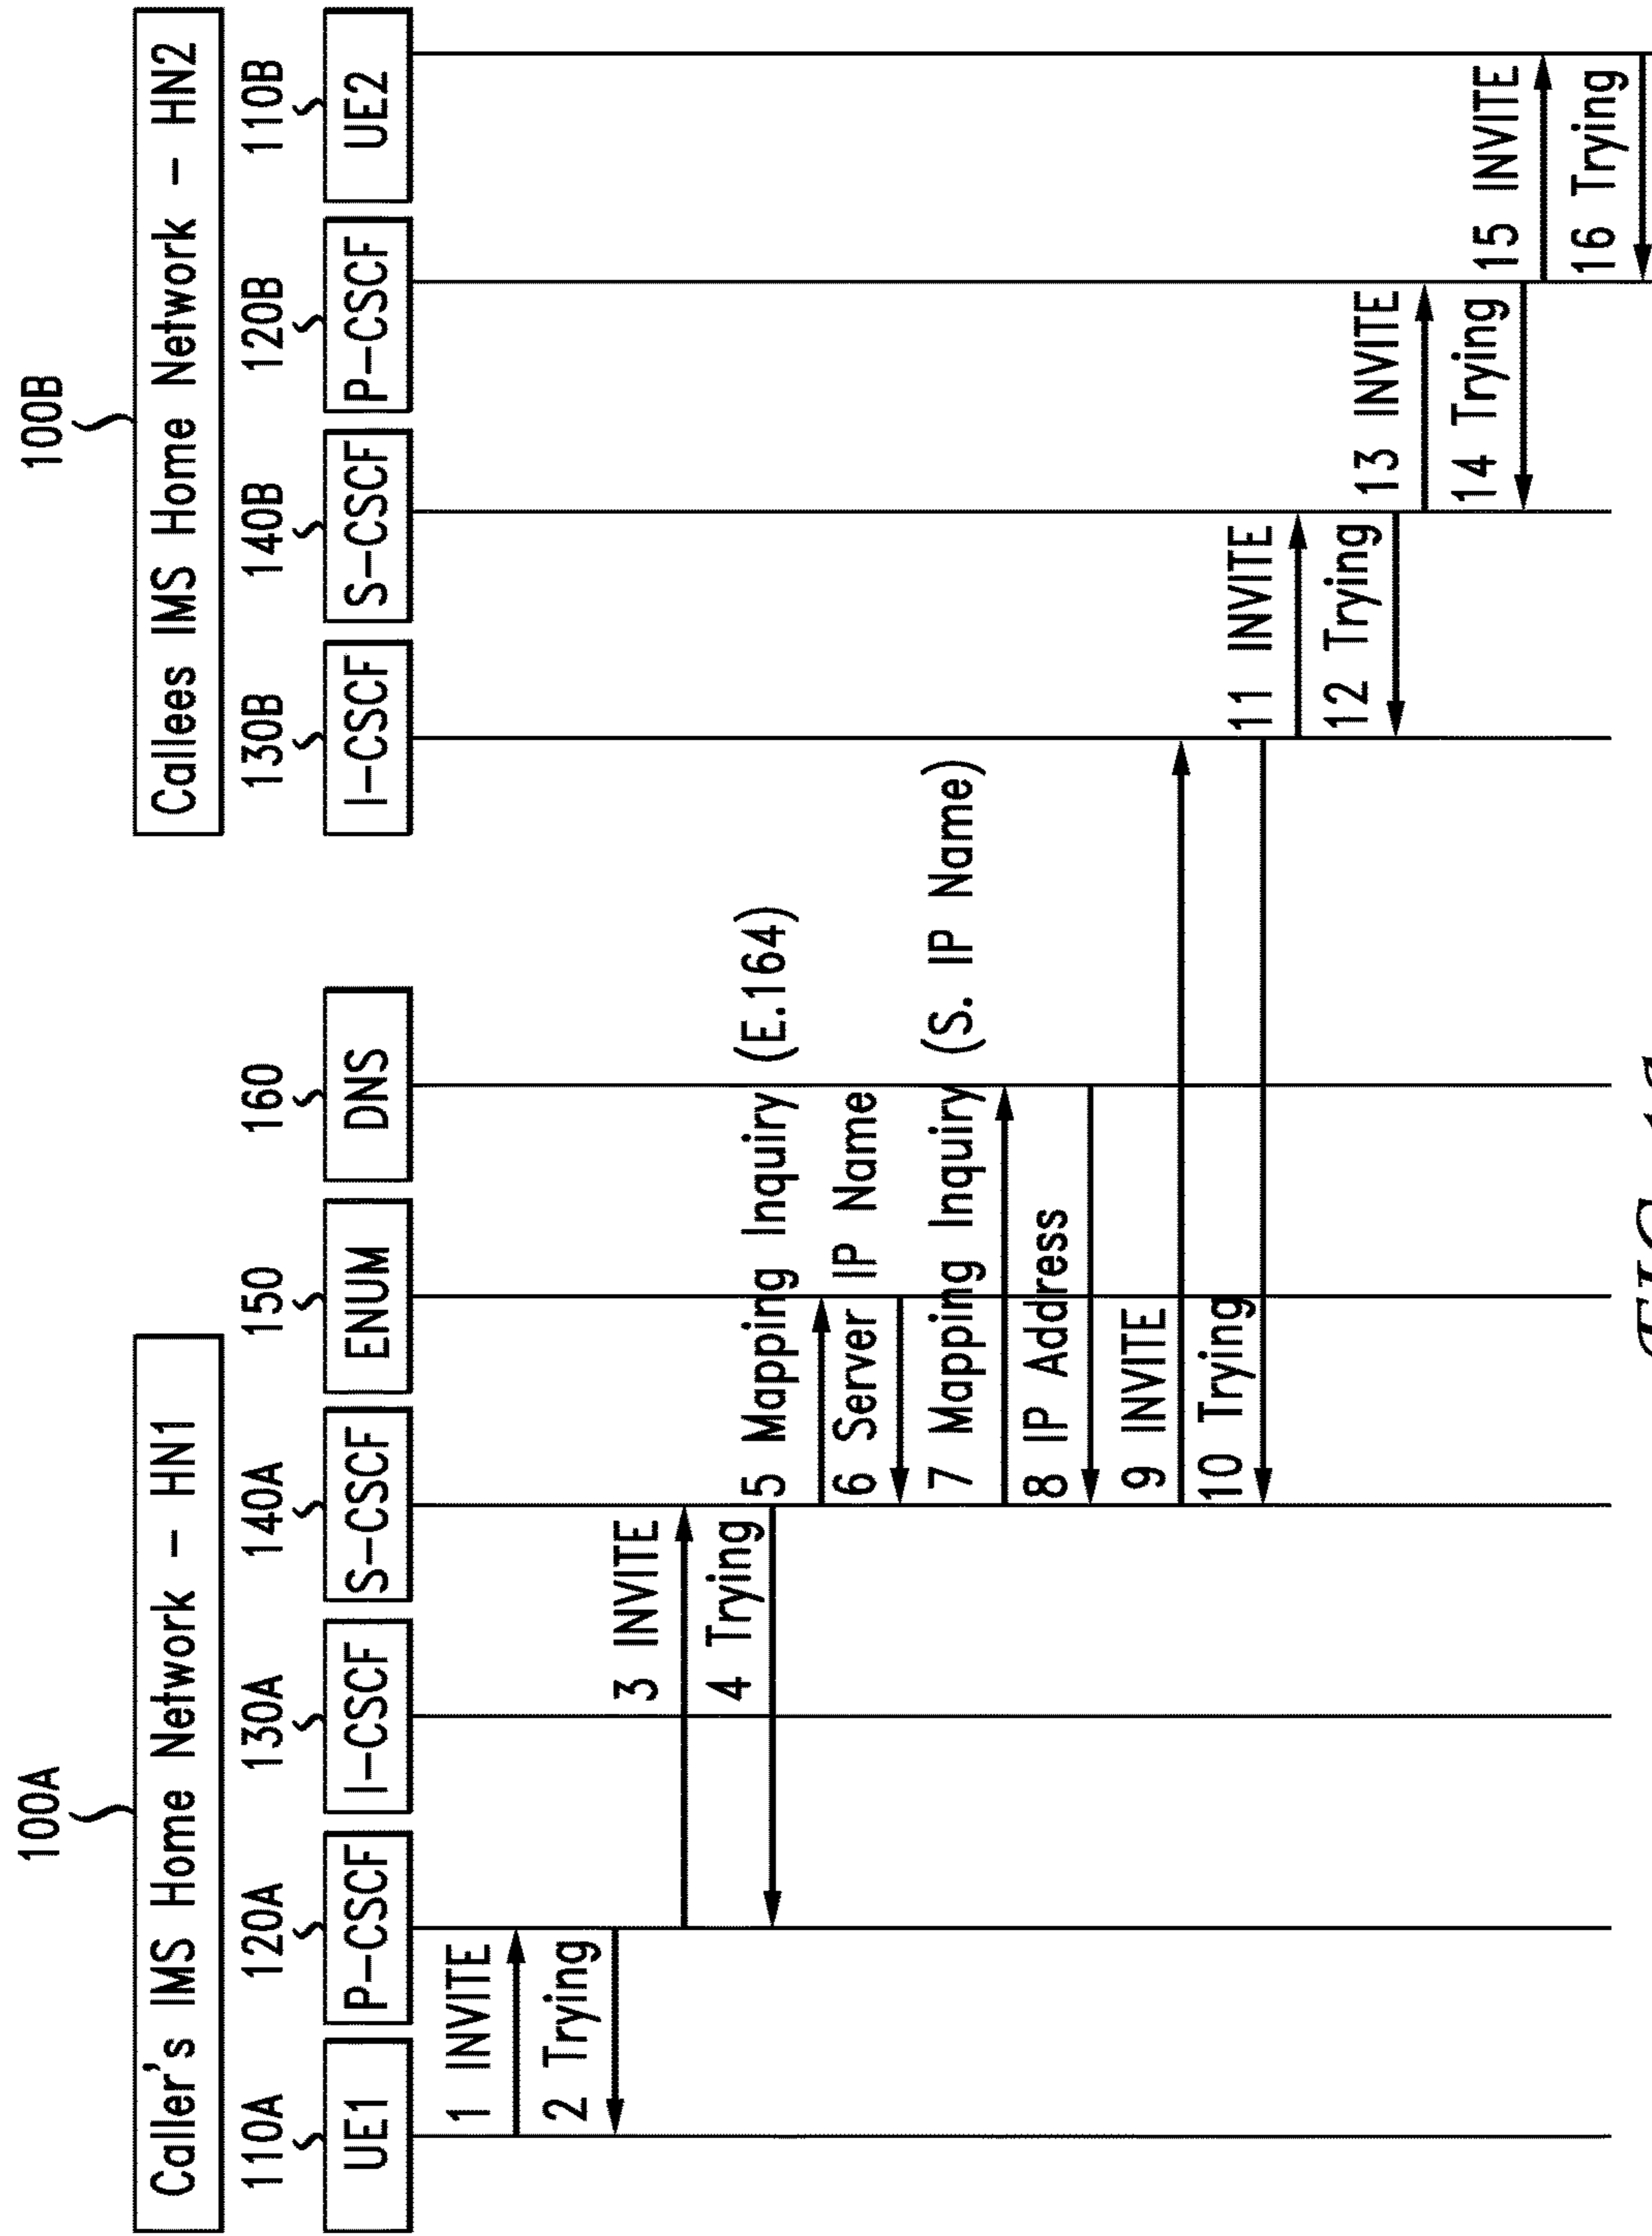 100A
100B
Caller's IMS Home Network – HN1
Callees IMS Home Network – HN2
110A
120A
130A
140A
150
160
130B
140B
120B
110B
UE1
P–CSCF
I–CSCF
S–CSCF
ENUM
DNS
I–CSCF
S–CSCF
P–CSCF
UE2
1 INVITE
2 Trying
3 INVITE
4 Trying
5 Mapping Inquiry (E.164)
6 Server IP Name
7 Mapping Inquiry (S. IP Name)
8 IP Address
9 INVITE
10 Trying
11 INVITE
12 Trying
13 INVITE
14 Trying
15 INVITE
16 Trying